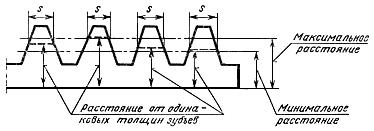 s s s s
Максимальное
расстояние
Расстояние от одина-
ковых толщин зубьев
Минимальное
расстояние